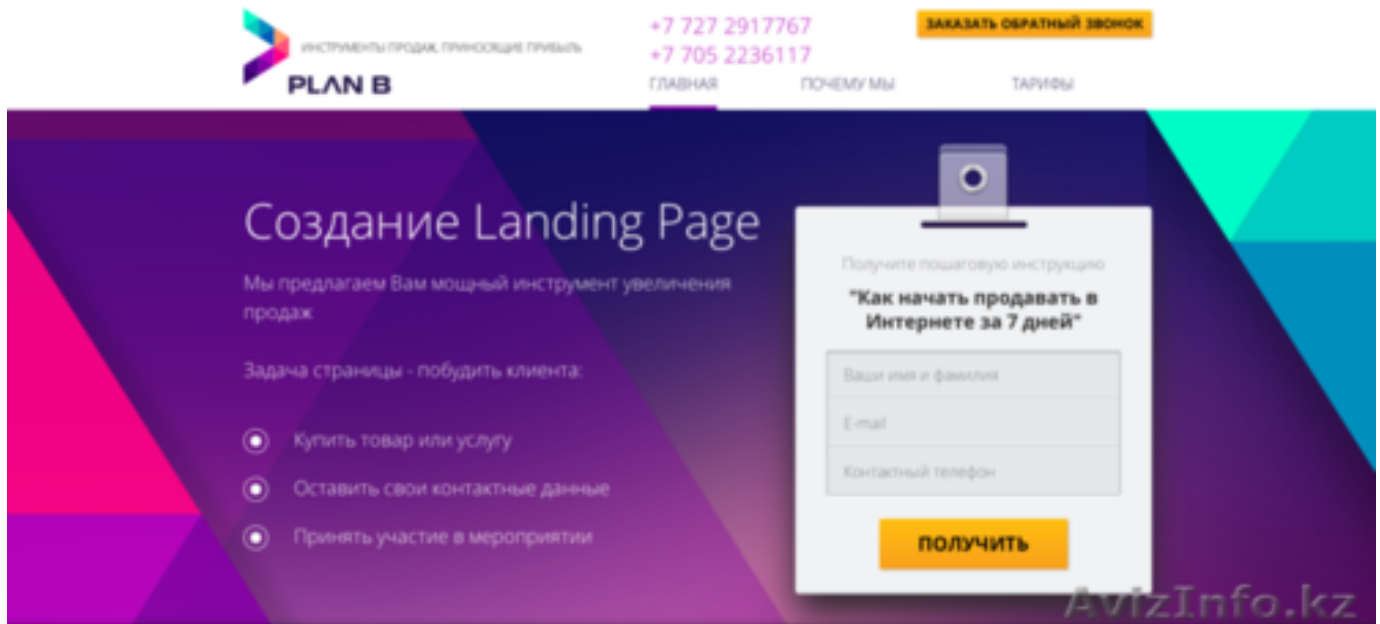 ИНСТРУМЕНТЫ ПРОДАЖ, ПРИНОСЯЩИЕ ПРИБЫЛЬ
PLAN B
+7 727 2917767
+7 705 2236117
ЗАКАЗАТЬ ОБРАТНЫЙ ЗВОНОК
ГЛАВНАЯ
ПОЧЕМУ МЫ
ТАРИФЫ
Создание Landing Page
Мы предлагаем Вам мощный инструмент увеличения
продаж
Задача страницы - побудить клиента:
Купить товар или услугу
Оставить свои контактные данные
Принять участие в мероприятии
Получите пошаговую инструкцию
"Как начать продавать в
Интернете за 7 дней"
Ваши имя и фамилия
E-mail
Контактный телефон
ПОЛУЧИТЬ
AvizInfo.kz